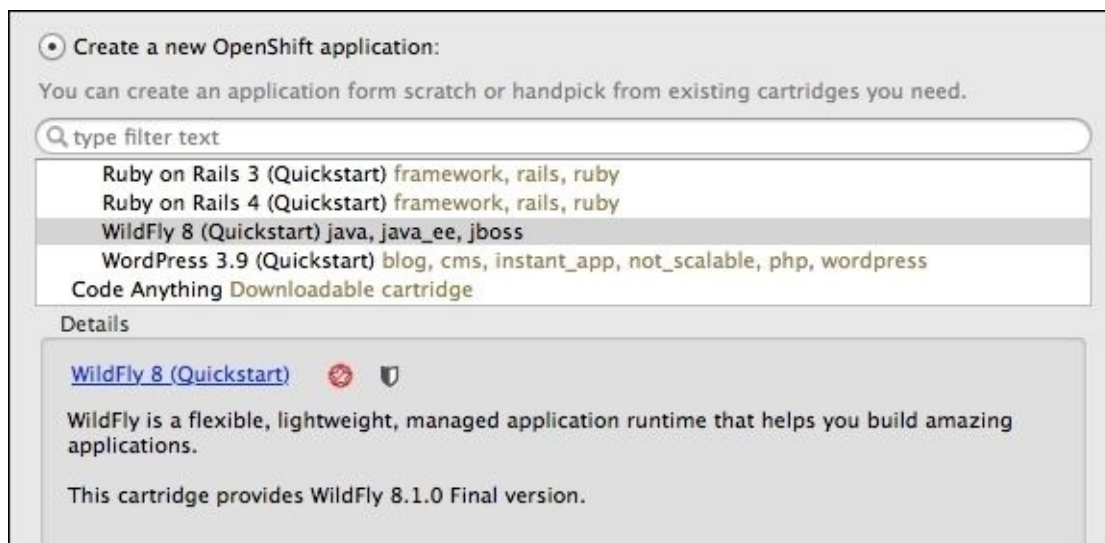 Create a new OpenShift application:
You can create an application form scratch or handpick from existing cartridges you need.
type filter text
Ruby on Rails 3 (Quickstart) framework, rails, ruby
Ruby on Rails 4 (Quickstart) framework, rails, ruby
WildFly 8 (Quickstart) java, java_ee, jboss
WordPress 3.9 (Quickstart) blog, cms, instant_app, not_scalable, php, wordpress
Code Anything Downloadable cartridge
Details
WildFly 8 (Quickstart)
WildFly is a flexible, lightweight, managed application runtime that helps you build amazing
applications.
This cartridge provides WildFly 8.1.0 Final version.